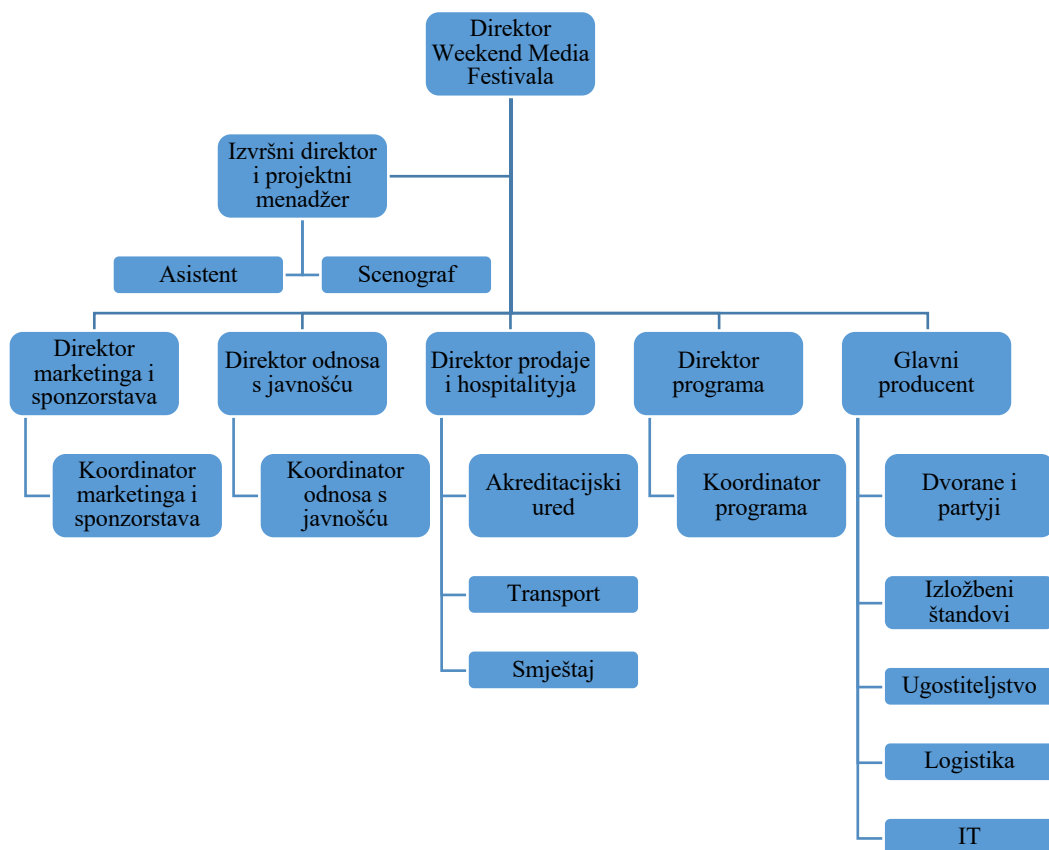 Direktor
Weekend Media
Festivala
Izvršni direktor
i projektni
menadžer
Asistent
Scenograf
Direktor
marketinga i
sponzorstava
Direktor odnosa
s javnošću
Direktor prodaje
i hospitalityja
Direktor
programa
Glavni
producent
Koordinator
marketinga i
sponzorstava
Koordinator
odnosa s
javnošću
Akreditacijski
ured
Koordinator
programa
Dvorane i
partyji
Transport
Izložbeni
štandovi
Smještaj
Ugostiteljstvo
Logistika
IT